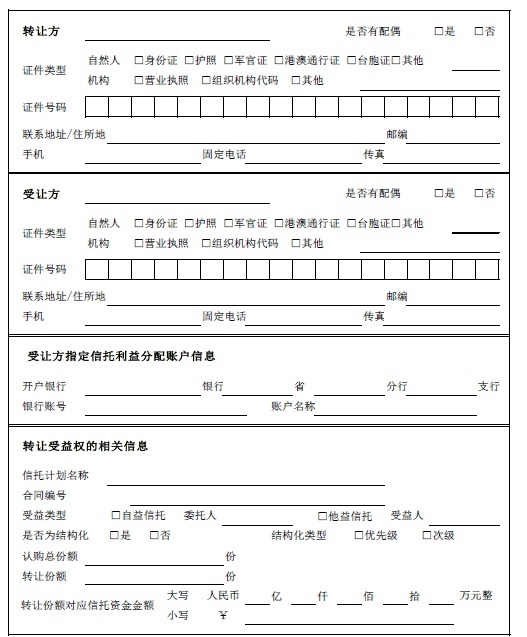 转让方 是否有配偶 □是 □否
证件类型 自然人 □身份证 □护照 □军官证 □港澳通行证 □台胞证□其他
机构 □营业执照 □组织机构代码 □其他
证件号码
联系地址/住所地 邮编
手机 固定电话 传真
受让方 是否有配偶 □是 □否
证件类型 自然人 □身份证 □护照 □军官证 □港澳通行证 □台胞证□其他
机构 □营业执照 □组织机构代码 □其他
证件号码
联系地址/住所地 邮编
手机 固定电话 传真
受让方指定信托利益分配账户信息
开户银行 银行 省 分行 支行
银行账号 账户名称
转让受益权的相关信息
信托计划名称
合同编号
受益类型 □自益信托 委托人 □他益信托 受益人
是否为结构化 □是 □否 结构化类型 □优先级 □次级
认购总份额 份
转让份额 份
转让份额对应信托资金金额 大写 人民币 亿 仟 佰 拾 万元整
小写 ￥